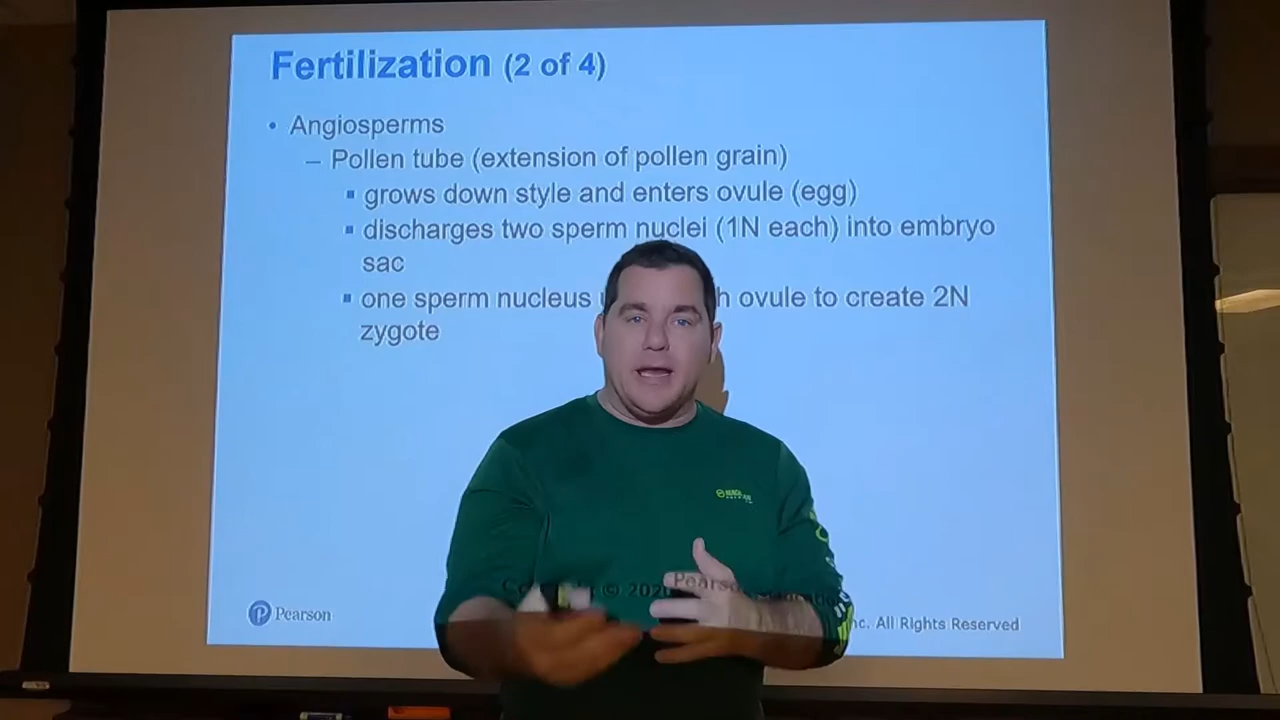 Fertilization (2 of 4)
• Angiosperms
– Pollen tube (extension of pollen grain)
▪ grows down style and enters ovule (egg)
▪ discharges two sperm nuclei (1N each) into embryo
sac
▪ one sperm nucleus ovule to create 2N
zygote
Pearson
© 2020 Pearson nc. All Rights Reserved